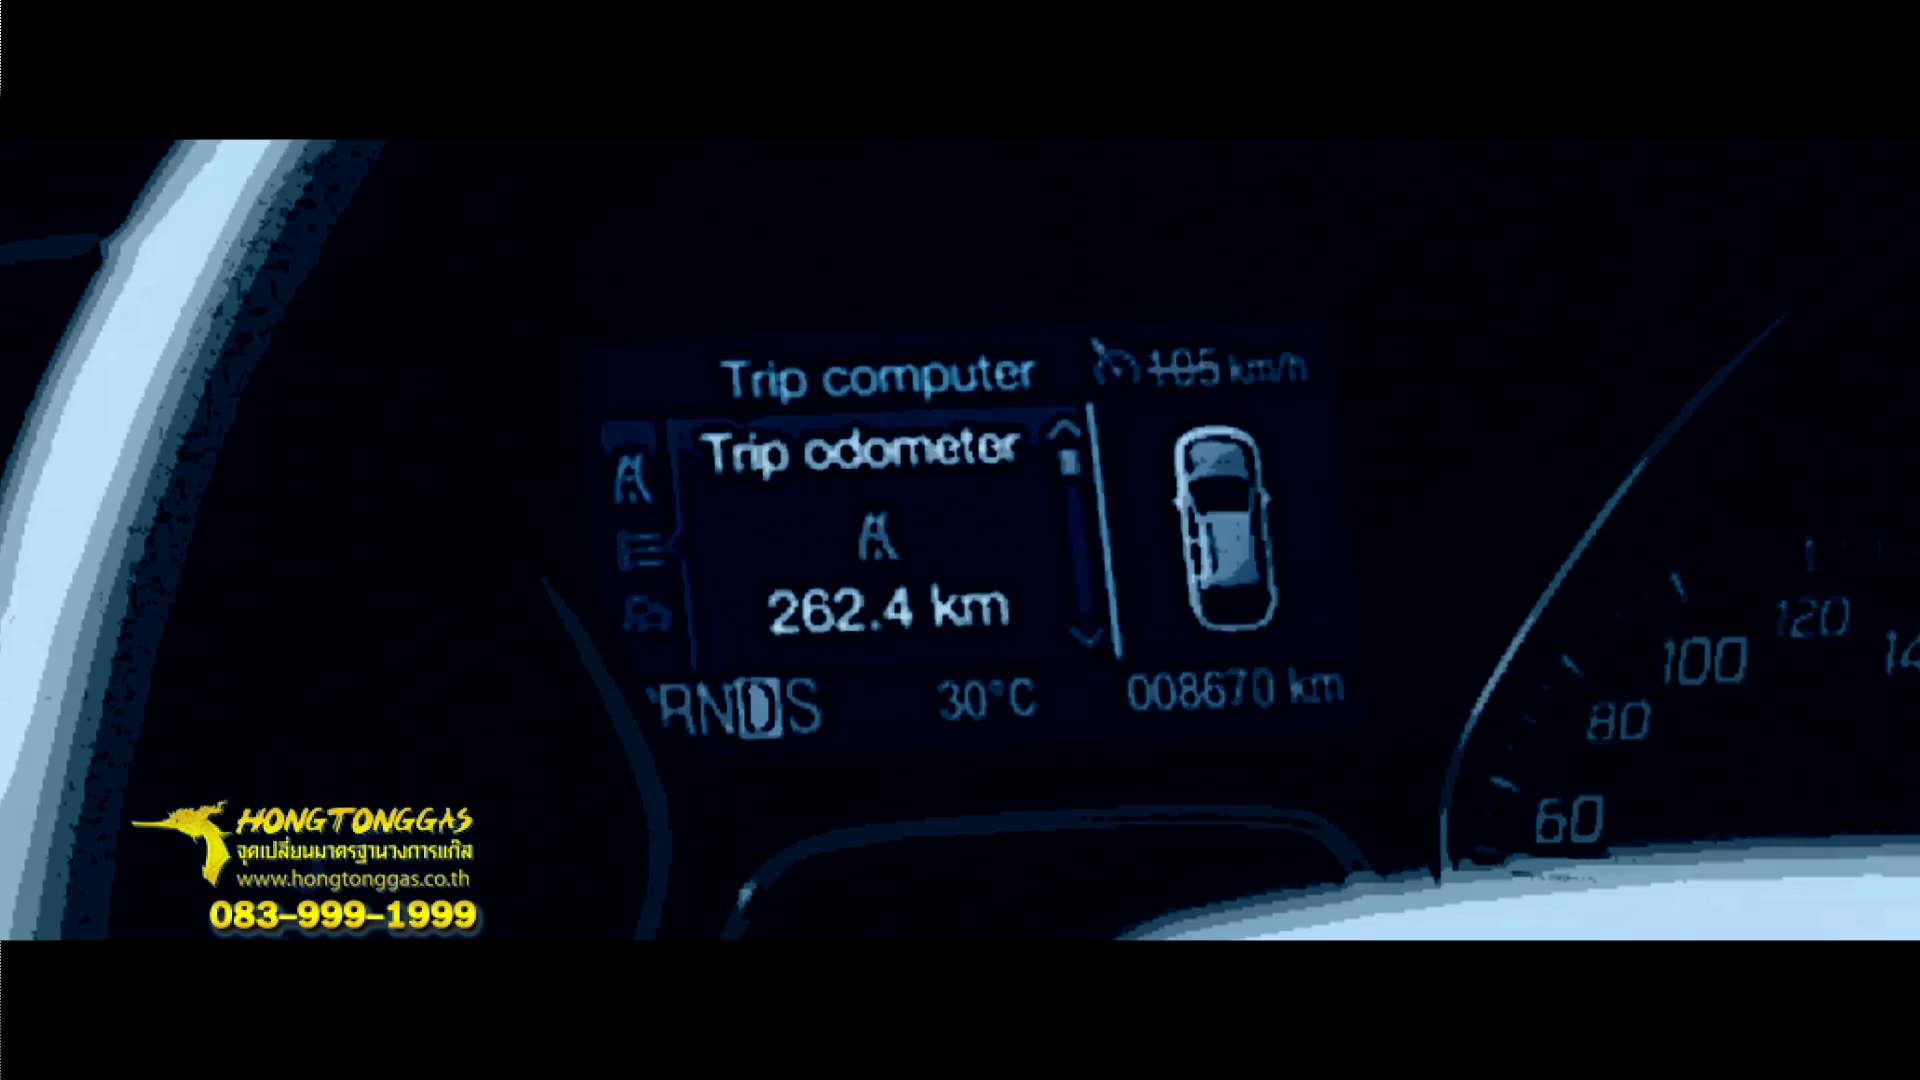 Trip computer
105 km/h
Trip odometer
262.4 km
RNDS
30°C
008670 km
120
100
80
60
HONGTONGGAS
จุดเปลี่ยนมาตรฐานวงการแก๊ส
www.hongtonggas.co.th
083-999-1999